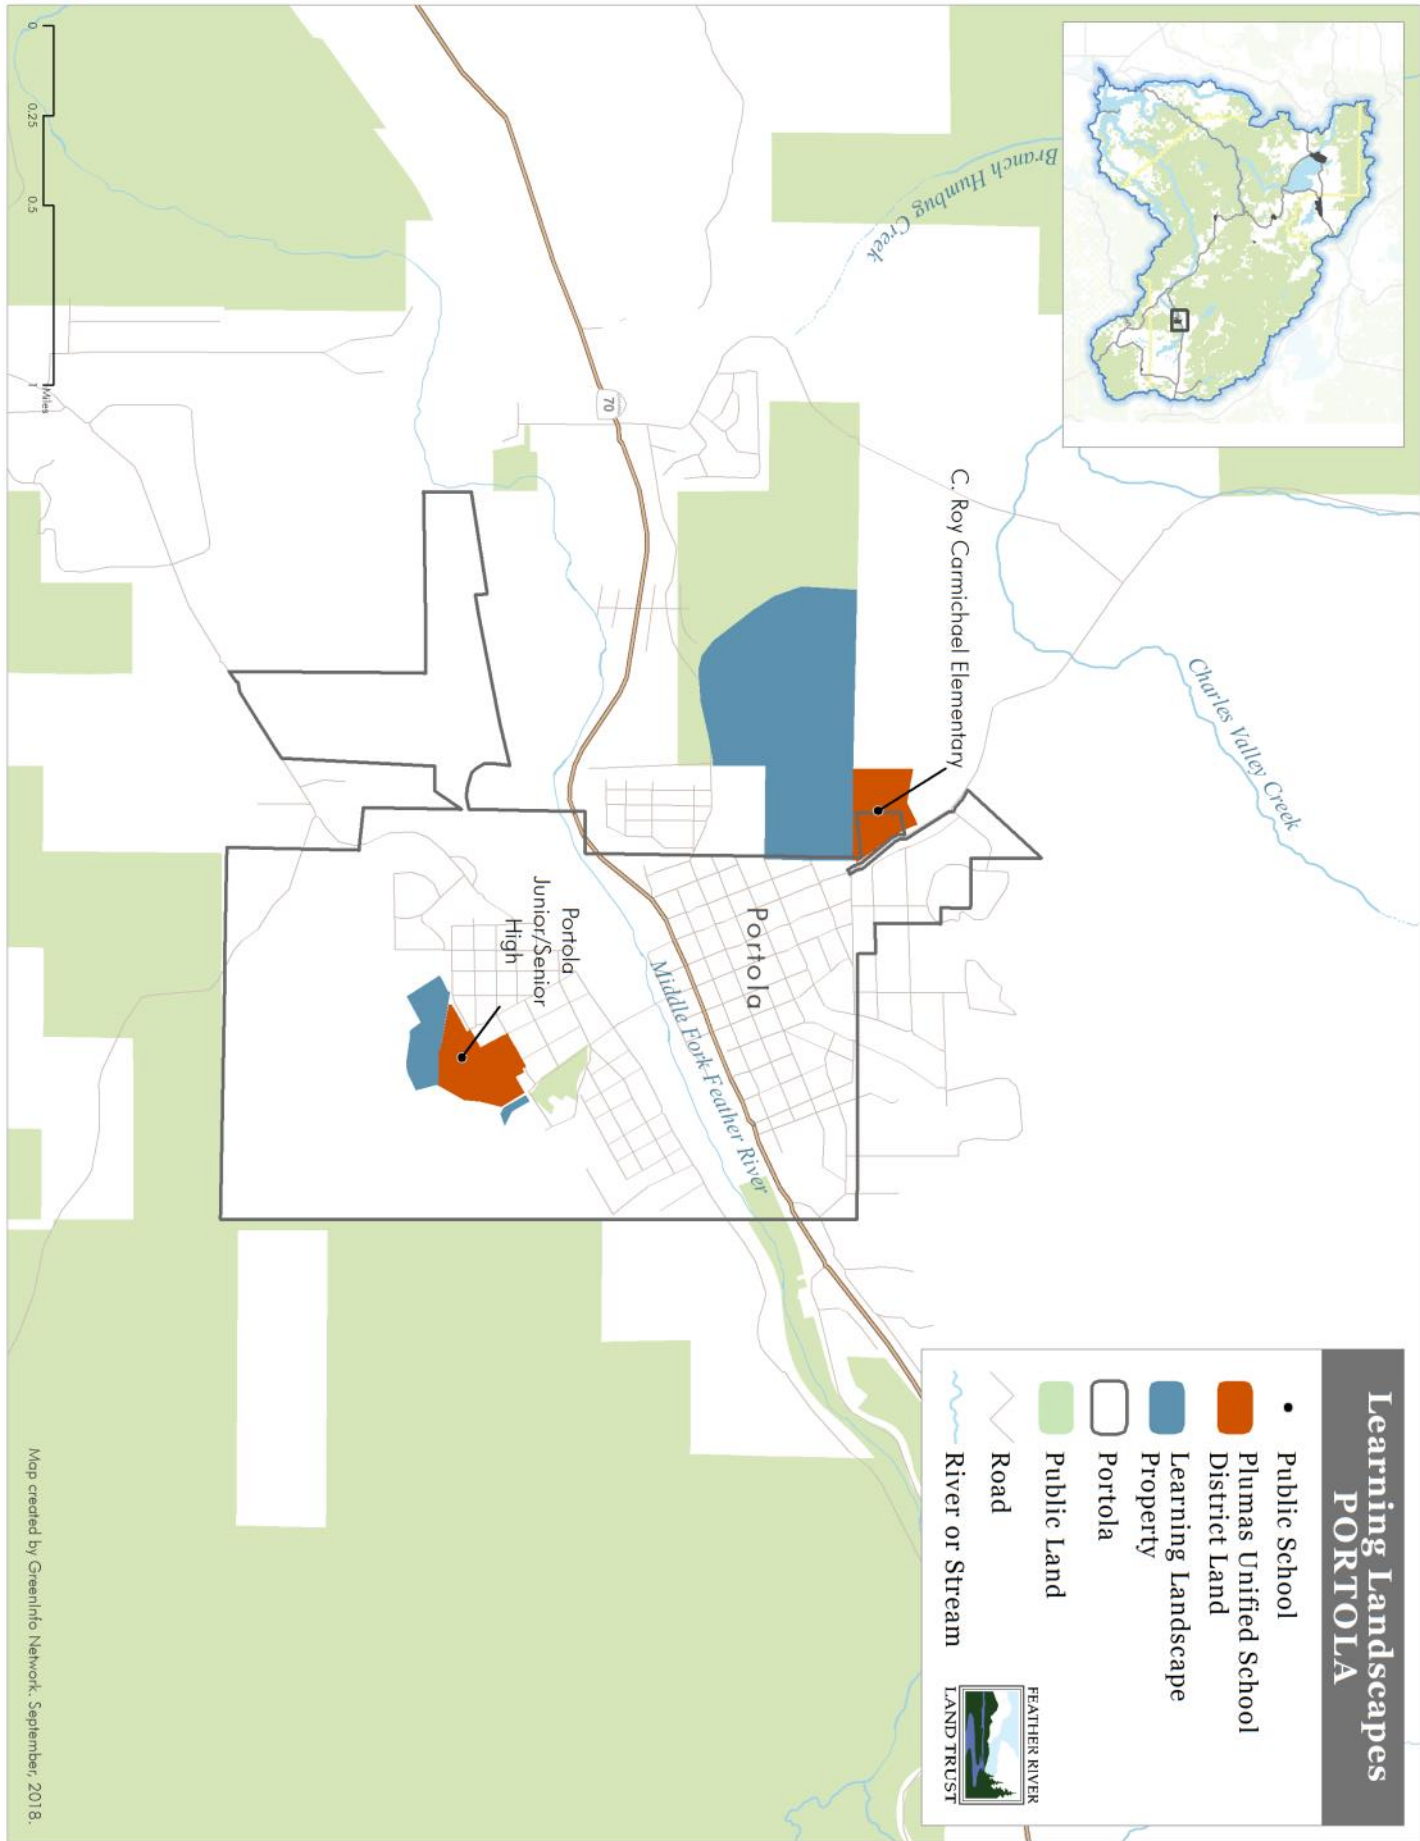 Learning Landscapes
PORTOLA
Public School
Plumas Unified School
District Land
Learning Landscape
Property
Portola
Public Land
Road
River or Stream
FEATHER RIVER
LAND TRUST
Charles Valley Creek
Branch Humbug Creek
C. Roy Carmichael Elementary
70
Portola
Middle Fork Feather River
Portola
Junior/Senior
High
0
0.25
0.5
1
Miles
Map created by GreenInfo Network. September, 2018.